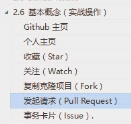 2.6 基本概念（实战操作）
Github 主页
个人主页
收藏（Star）
关注（Watch）
复制克隆项目（Fork）
发起请求（Pull Request）
事务卡片（Issue）.